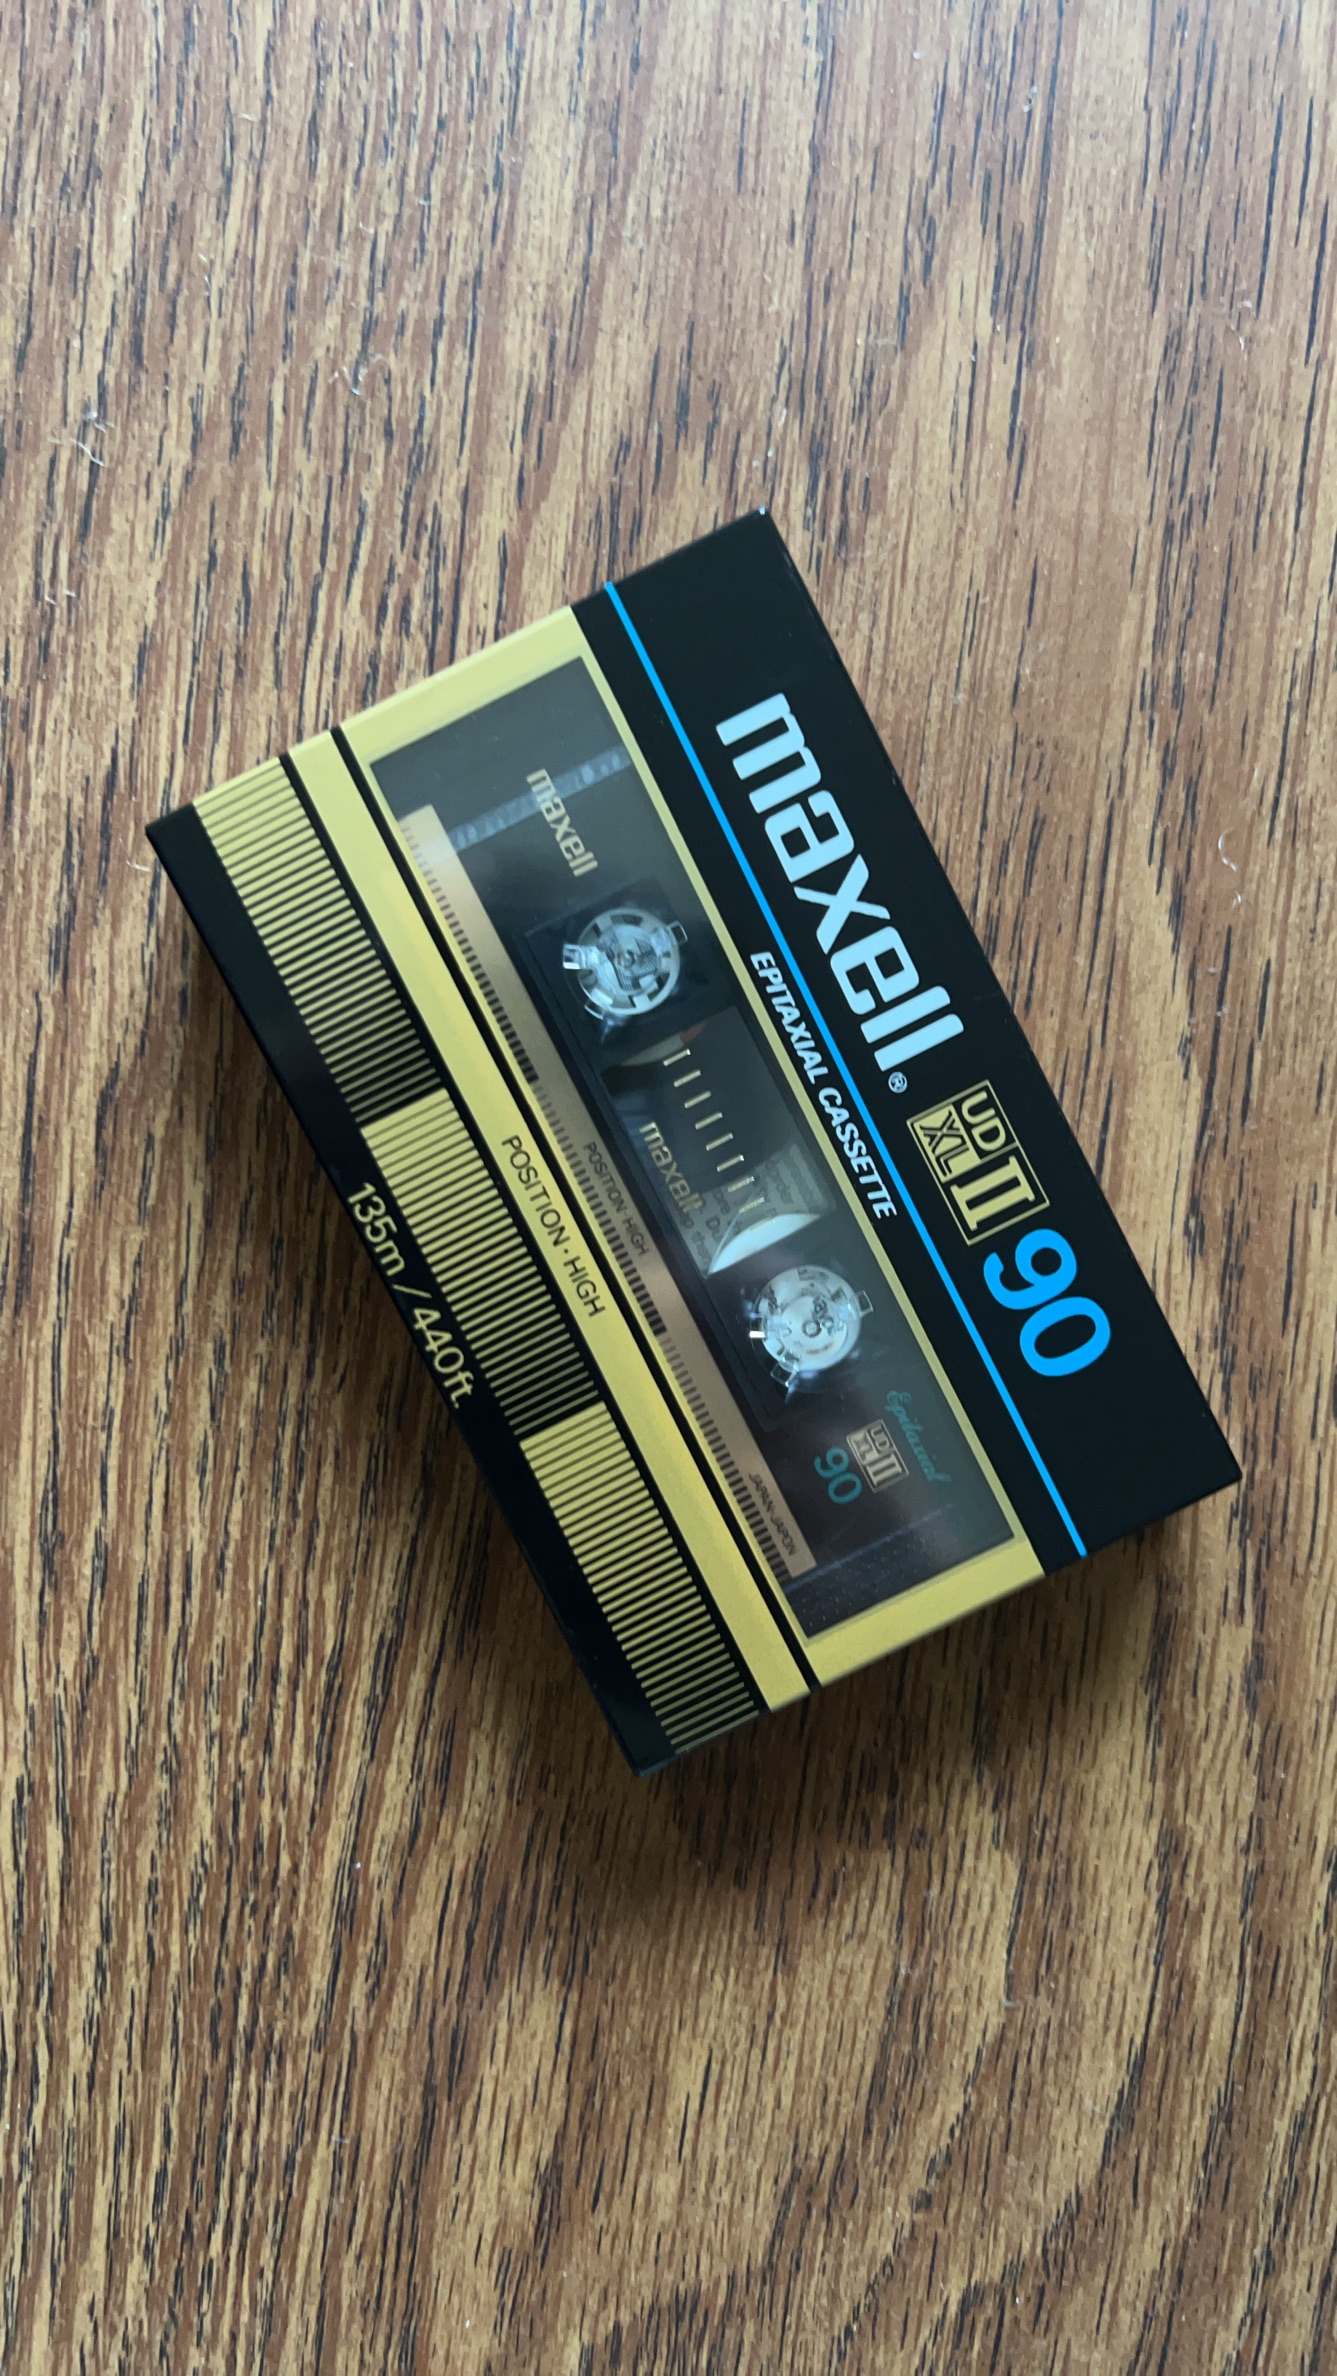 maxell®
UD
XL
II
90
EPITAXIAL CASSETTE
maxell
maxell
Epitaxial
UD
XL
II
90
POSITION HIGH
JAPAN·JAPON
POSITION·HIGH
135m/440ft